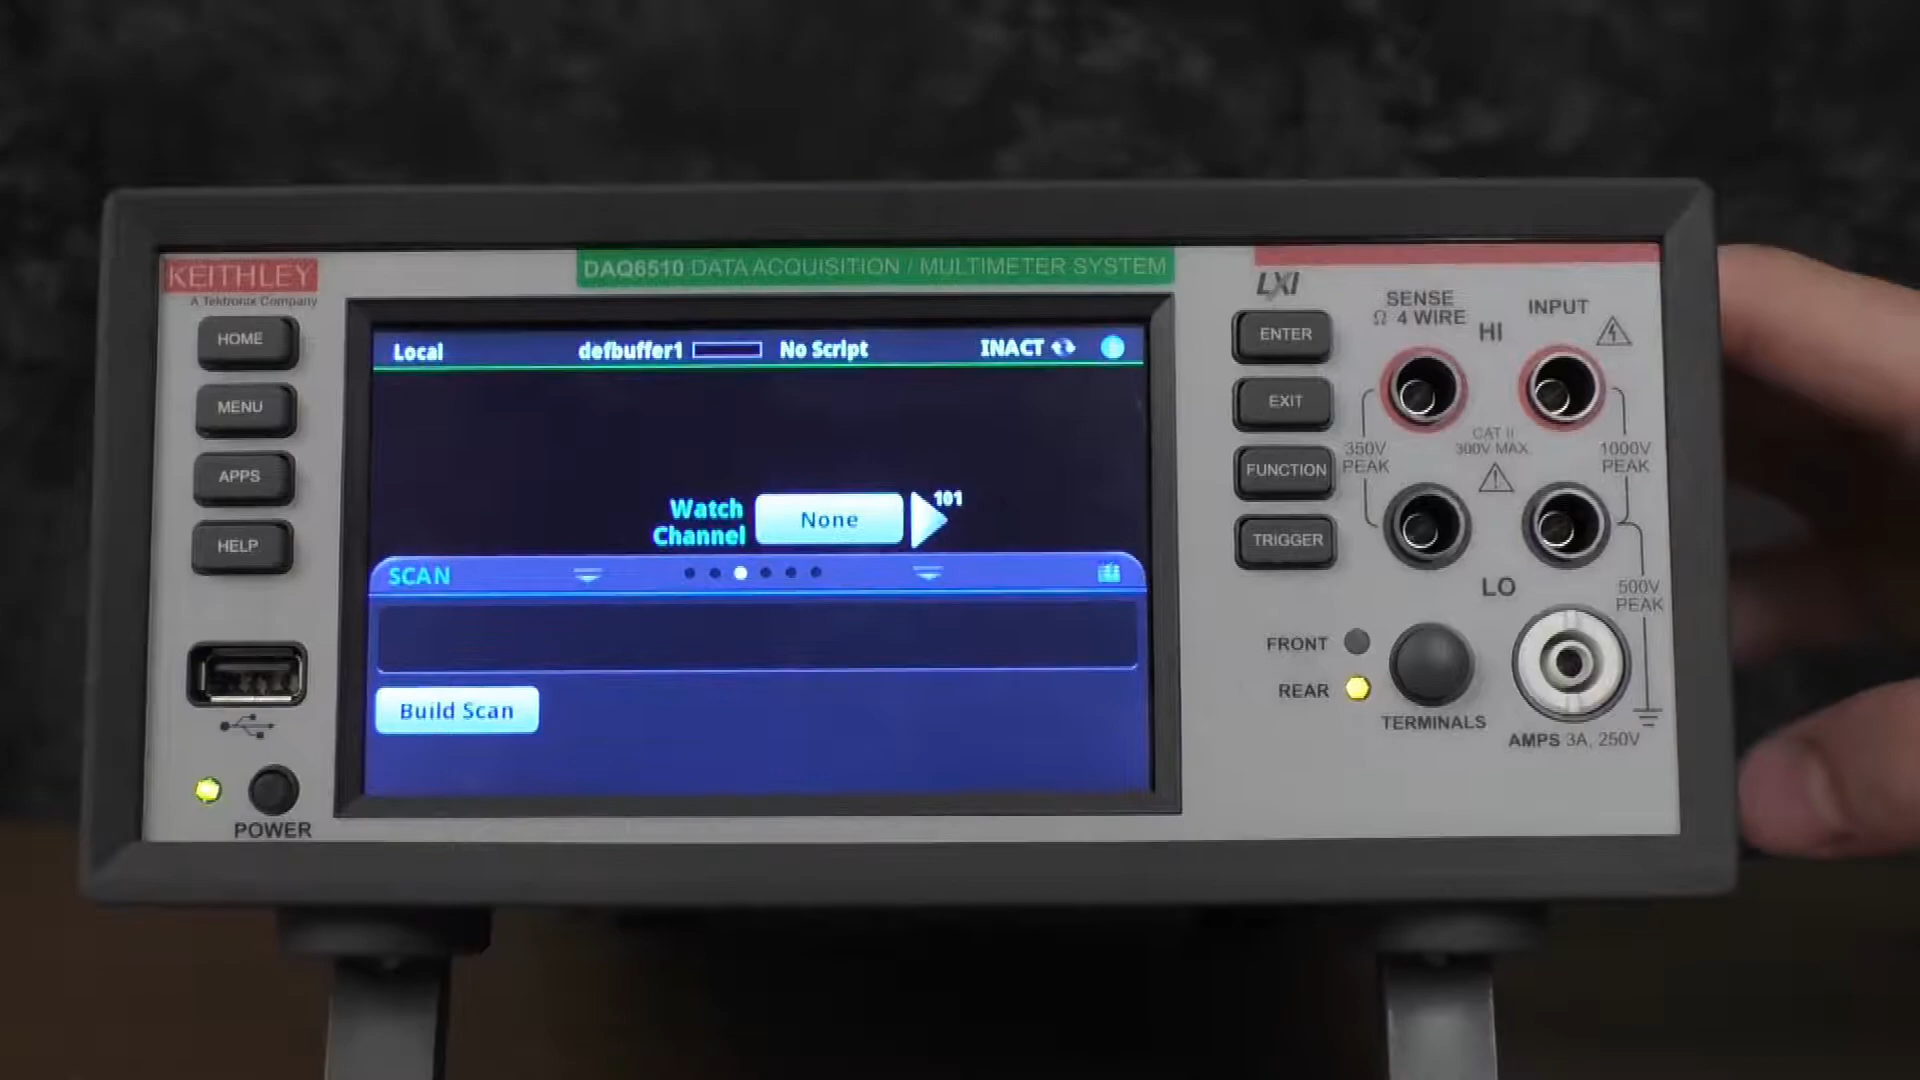 KEITHLEY
A Tektronix Company
DAQ6510 DATA ACQUISITION / MULTIMETER SYSTEM
LXI
HOME
MENU
APPS
HELP
POWER
Local
defbuffer1
No Script
INACT
Watch
Channel
None
101
SCAN
Build Scan
ENTER
EXIT
FUNCTION
TRIGGER
SENSE
Ω 4 WIRE
HI
INPUT
350V
PEAK
CAT II
300V MAX.
1000V
PEAK
LO
500V
PEAK
FRONT
REAR
TERMINALS
AMPS 3A, 250V